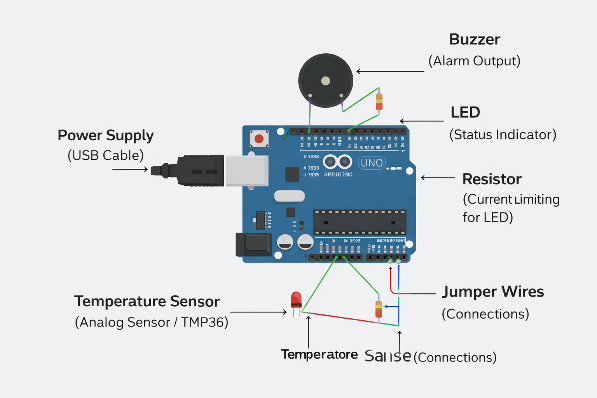 Buzzer
(Alarm Output)
LED
(Status Indicator)
Power Supply
(USB Cable)
UNO
ARDUINO
Resistor
(Current Limiting
for LED)
Temperature Sensor
(Analog Sensor / TMP36)
Jumper Wires
(Connections)
Temperatore
Sanse (Connections)